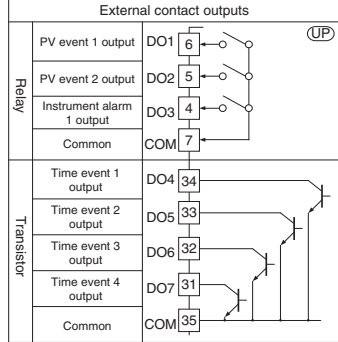 External contact outputs
UP
Relay
PV event 1 output DO1 6
PV event 2 output DO2 5
Instrument alarm
1 output
DO3 4
Common COM 7
Transistor
Time event 1
output
DO4 34
Time event 2
output
DO5 33
Time event 3
output
DO6 32
Time event 4
output
DO7 31
Common COM 35